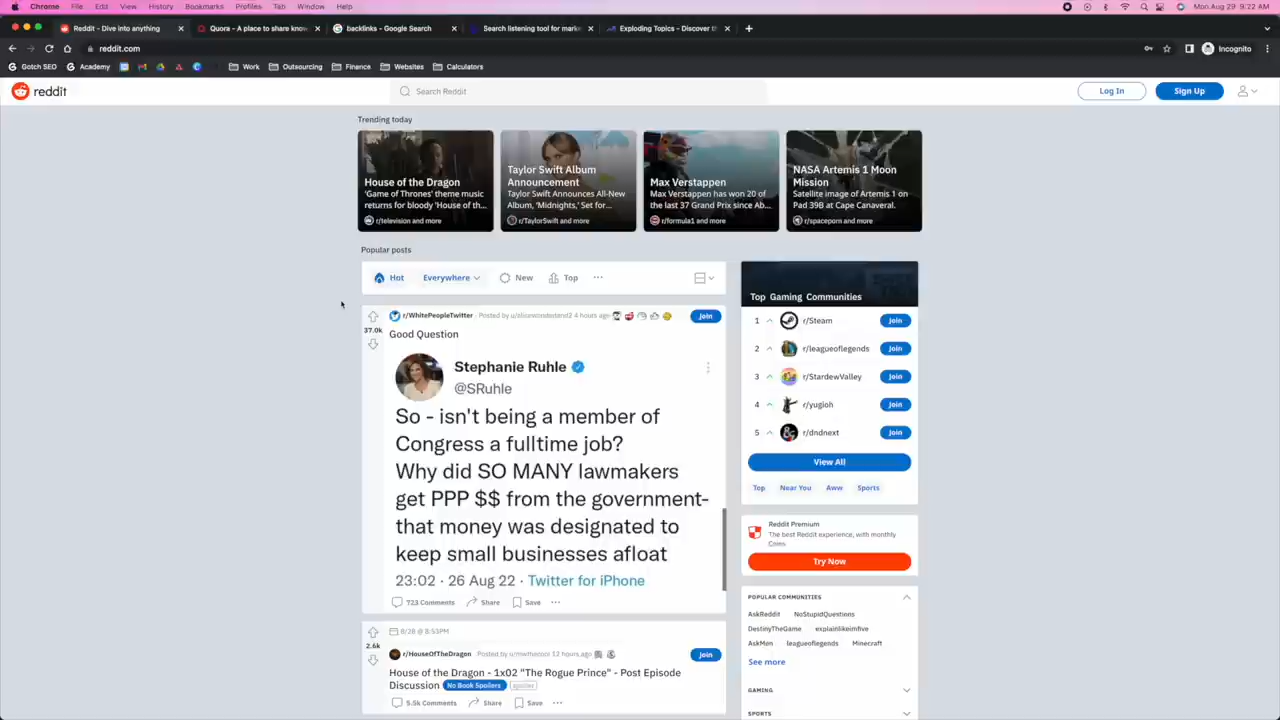 Chrome File Edit View History Bookmarks Profiles Tab Window Help Mon Aug 29 9:22 AM
Reddit - Dive into anything Quora - A place to share know backlinks - Google Search Search listening tool for mark Exploding Topics - Discover t
reddit.com Incognito
Gotch SEO Academy Work Outsourcing Finance Websites Calculators
reddit Search Reddit Log In Sign Up
Trending today
House of the Dragon
'Game of Thrones' theme music
returns for bloody 'House of th...
r/television and more
Taylor Swift Album
Announcement
Taylor Swift Announces All-New
Album, 'Midnights,' Set for...
r/TaylorSwift and more
Max Verstappen
Max Verstappen has won 20 of
the last 37 Grand Prix since Ab...
r/formula1 and more
NASA Artemis 1 Moon
Mission
Satellite image of Artemis 1 on
Pad 39B at Cape Canaveral.
r/spaceporn and more
Popular posts
Hot Everywhere New Top ...
37.0k
r/WhitePeopleTwitter · Posted by 4 hours ago Join
Good Question
Stephanie Ruhle
@SRuhle
So - isn't being a member of
Congress a fulltime job?
Why did SO MANY lawmakers
get PPP $$ from the government-
that money was designated to
keep small businesses afloat
23:02 · 26 Aug 22 · Twitter for iPhone
723 Comments Share Save ...
8/28 @ 8:53PM
2.6k
r/HouseOfTheDragon · Posted by u/mwthecool 12 hours ago Join
House of the Dragon - 1x02 "The Rogue Prince" - Post Episode
Discussion No Book Spoilers spoiler
5.5k Comments Share Save ...
Top Gaming Communities
1 r/Steam Join
2 r/leagueoflegends Join
3 r/StardewValley Join
4 r/yugioh Join
5 r/dndnext Join
View All
Top Near You Aww Sports
Reddit Premium
The best Reddit experience, with monthly
Coins
Try Now
POPULAR COMMUNITIES
AskReddit NoStupidQuestions
DestinyTheGame explainlikeimfive
AskMen leagueoflegends Minecraft
See more
GAMING
SPORTS